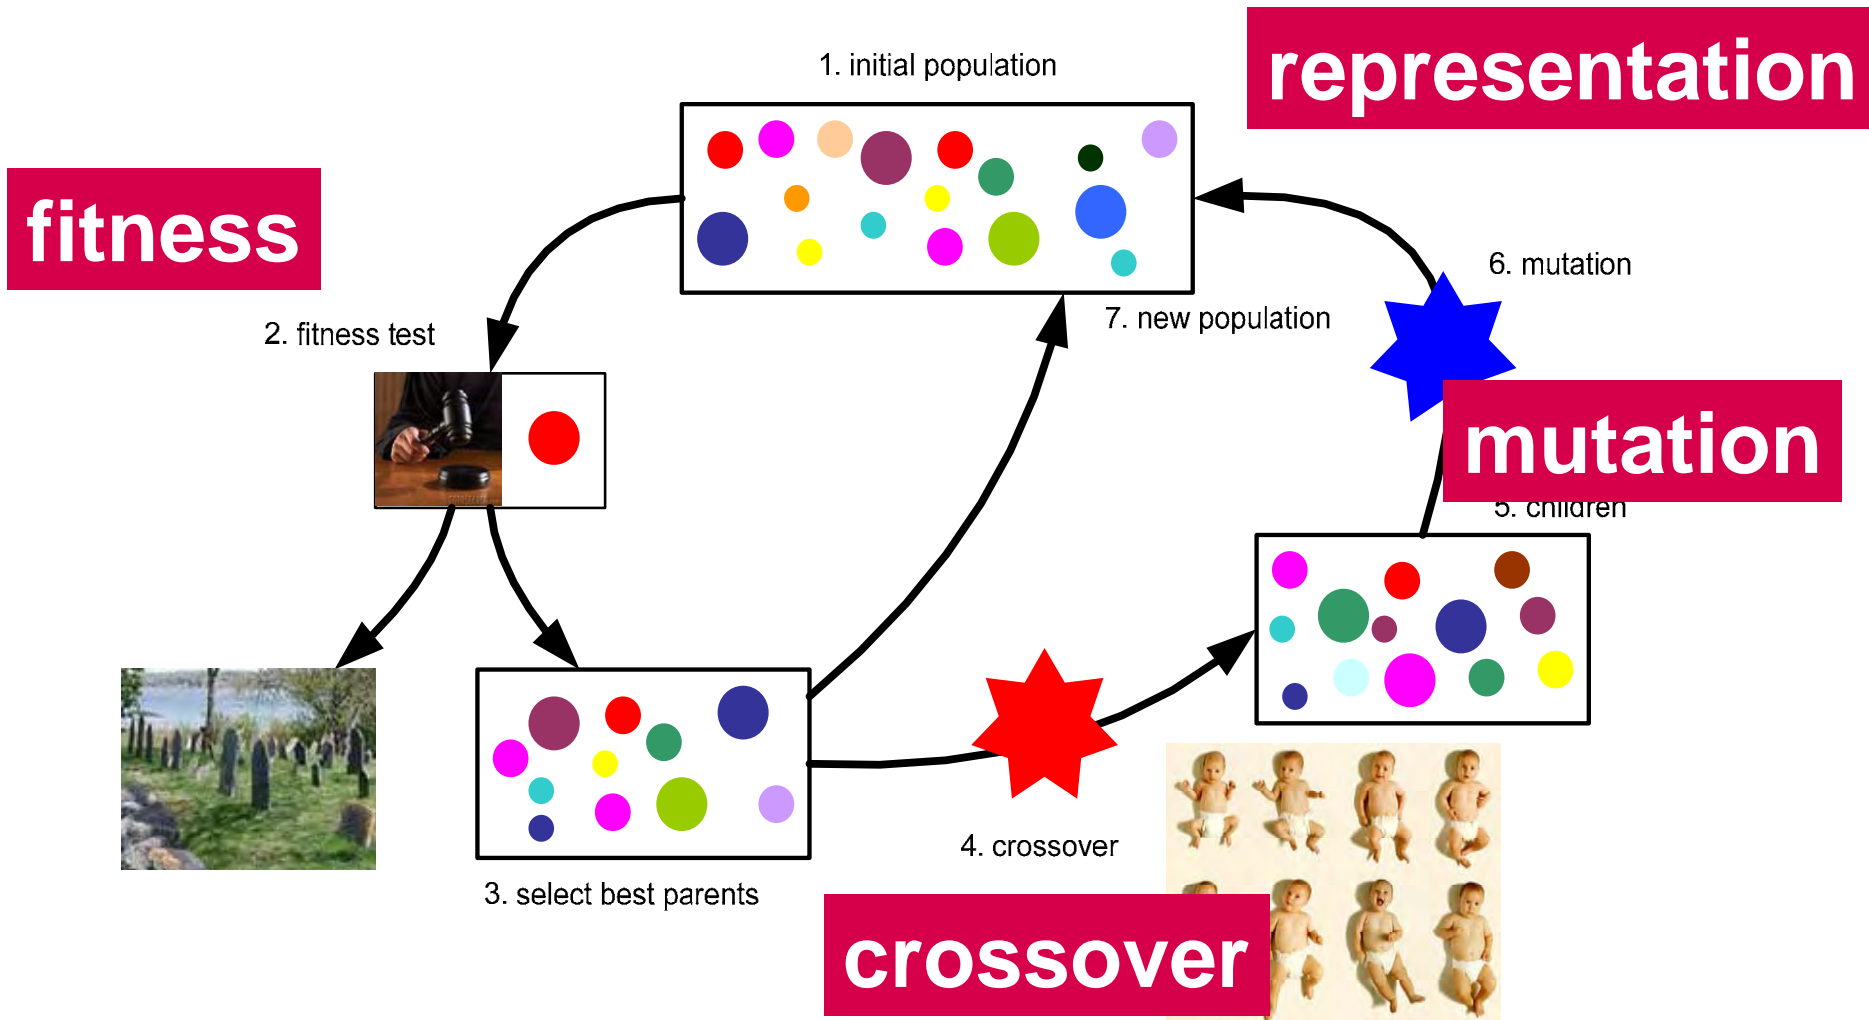 representation
1. initial population
fitness
6. mutation
2. fitness test
7. new population
mutation
5. children
4. crossover
3. select best parents
crossover